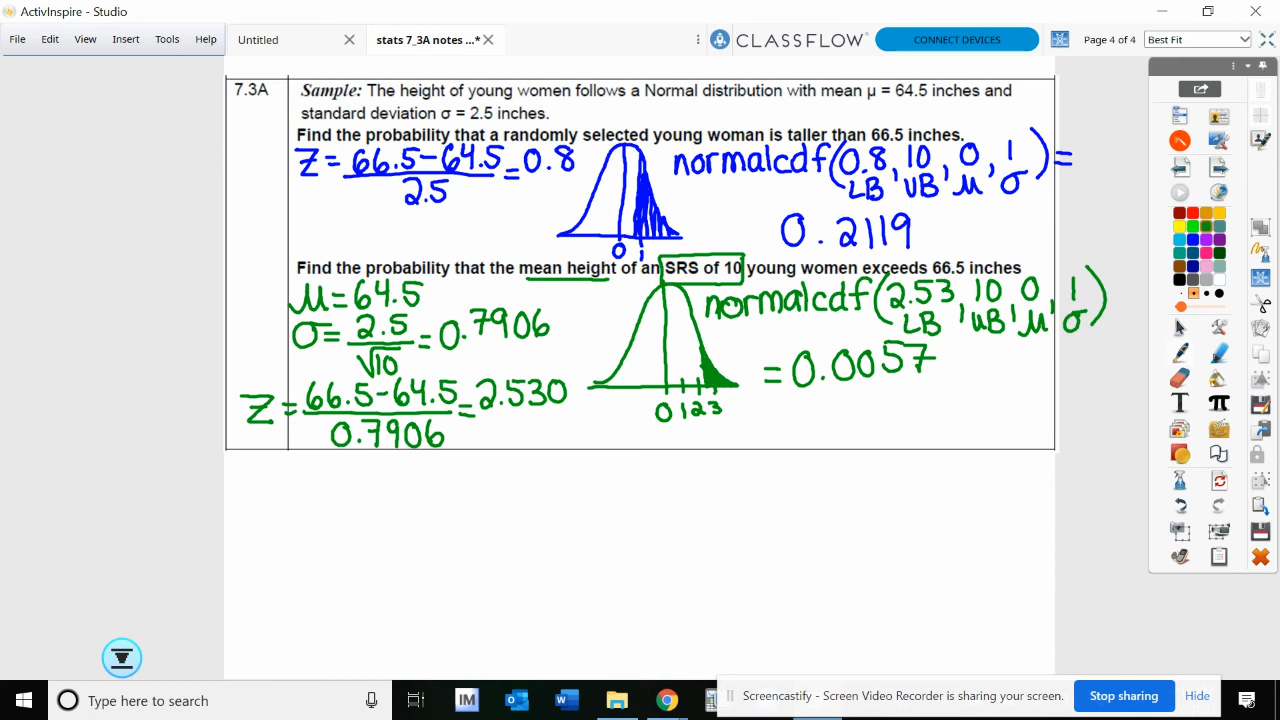 ActivInspire - Studio
File Edit View Insert Tools Help
Untitled
stats 7_3A notes ...*
CLASSFLOW
CONNECT DEVICES
Page 4 of 4
Best Fit
7.3A
Sample: The height of young women follows a Normal distribution with mean μ = 64.5 inches and
standard deviation σ = 2.5 inches.
Find the probability that a randomly selected young woman is taller than 66.5 inches.
Z = 66.5-64.5 = 0.8
2.5
0 1
normalcdf(0.8, 10, 0, 1) =
LB UB μ σ
0.2119
Find the probability that the mean height of an SRS of 10 young women exceeds 66.5 inches
μ = 64.5
σ = 2.5 = 0.7906
√10
Z = 66.5-64.5 = 2.530
0.7906
0 1 2 3
normalcdf(2.53, 10, 0, 1)
LB UB μ σ
= 0.0057
Type here to search
IM
Screencastify - Screen Video Recorder is sharing your screen.
Stop sharing
Hide